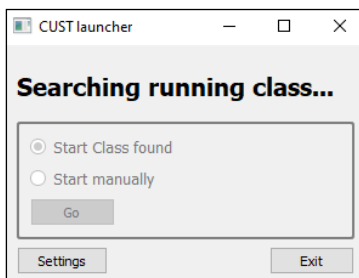 CUST launcher
Searching running class...
Start Class found
Start manually
Go
Settings
Exit